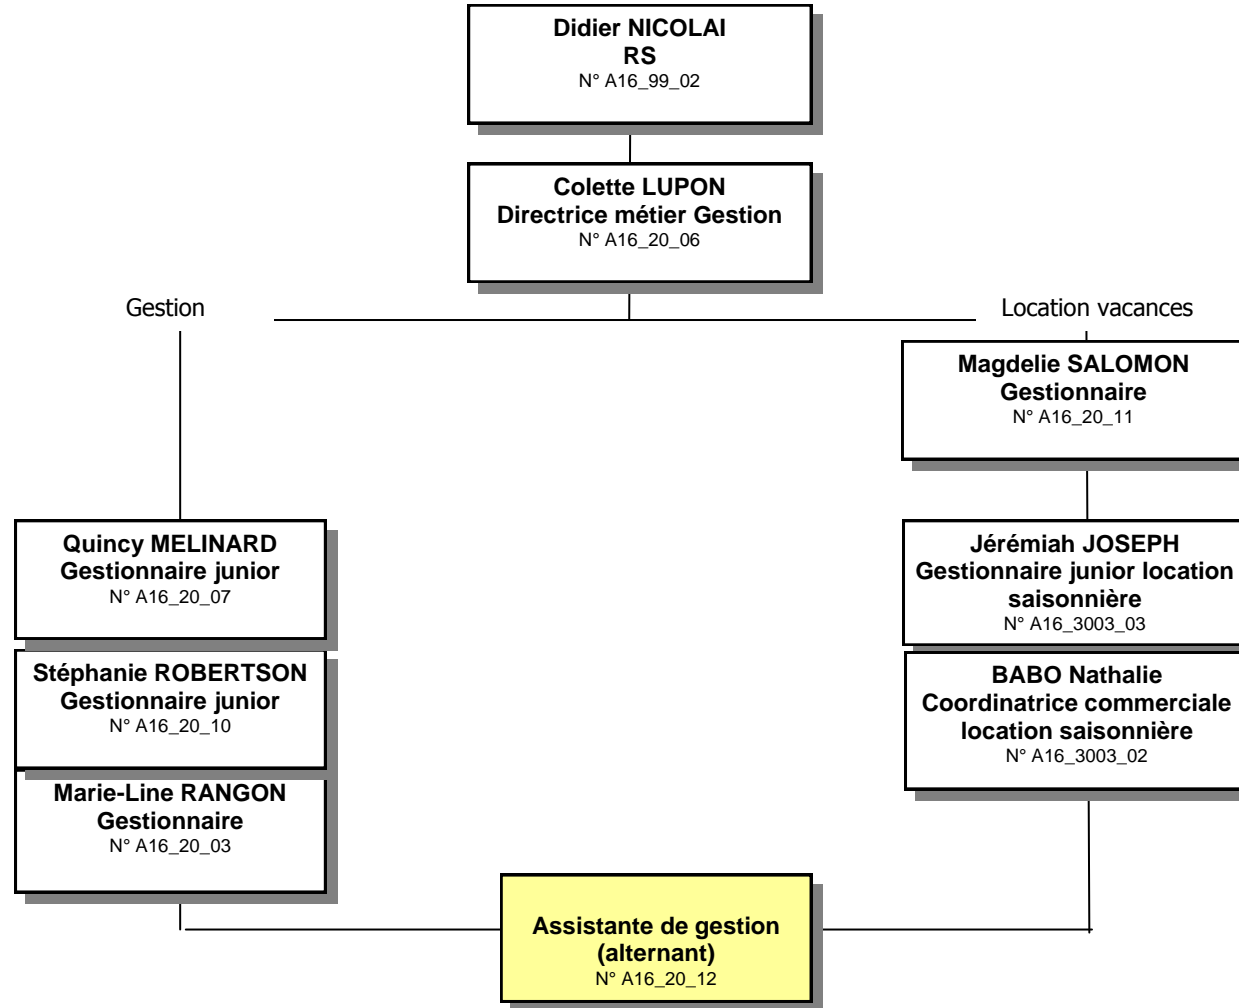 Didier NICOLAI
RS
N° A16_99_02
Colette LUPON
Directrice métier Gestion
N° A16_20_06
Gestion
Location vacances
Magdelie SALOMON
Gestionnaire
N° A16_20_11
Quincy MELINARD
Gestionnaire junior
N° A16_20_07
Stéphanie ROBERTSON
Gestionnaire junior
N° A16_20_10
Marie-Line RANGON
Gestionnaire
N° A16_20_03
Jérémiah JOSEPH
Gestionnaire junior location
saisonnière
N° A16_3003_03
BABO Nathalie
Coordinatrice commerciale
location saisonnière
N° A16_3003_02
Assistante de gestion
(alternant)
N° A16_20_12